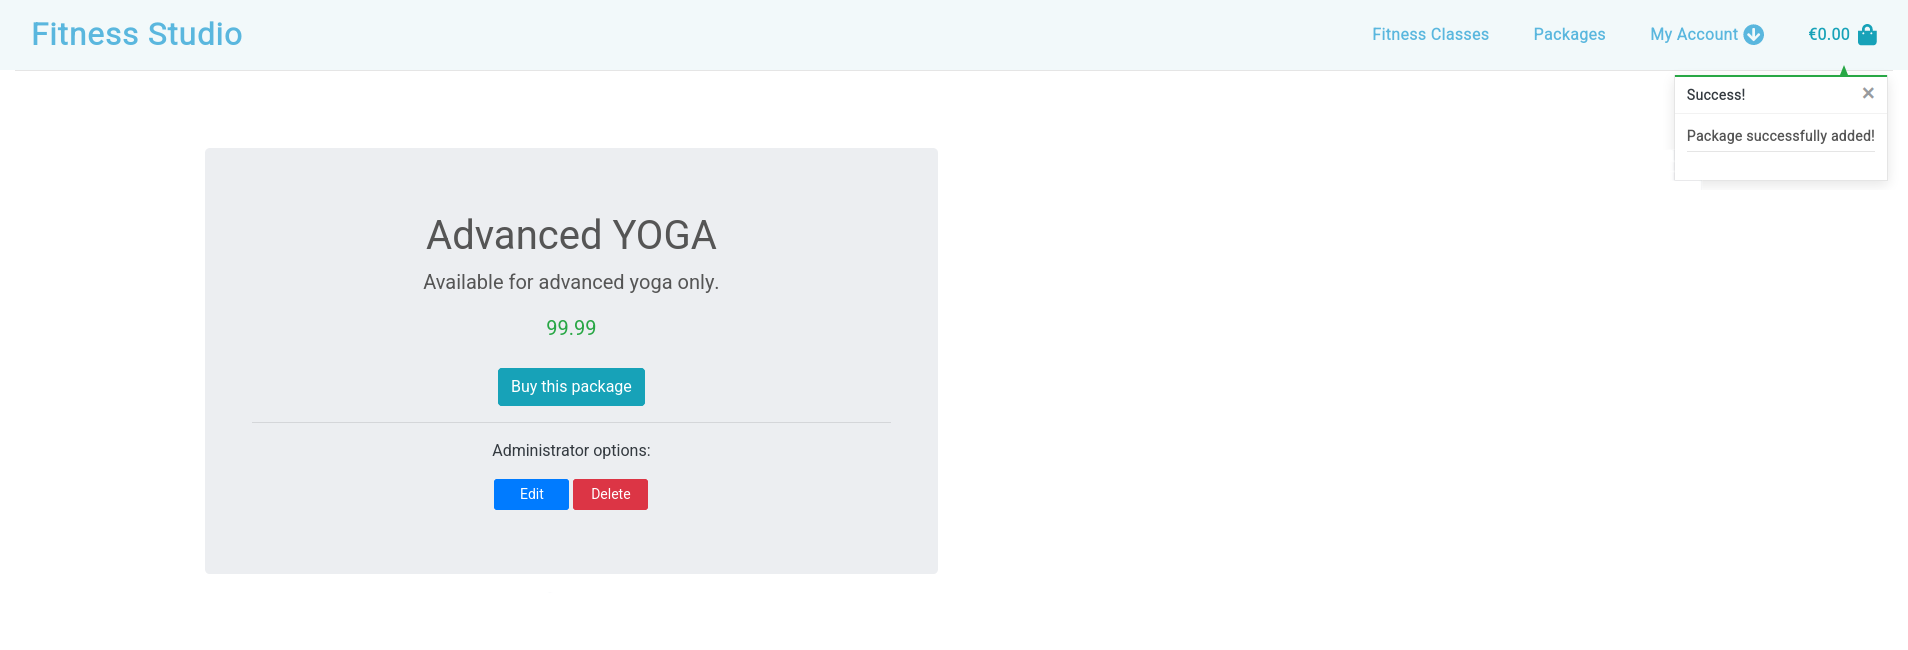 Fitness Studio
Fitness Classes
Packages
My Account
€0.00
Success!
×
Package successfully added!
Advanced YOGA
Available for advanced yoga only.
99.99
Buy this package
Administrator options:
Edit
Delete